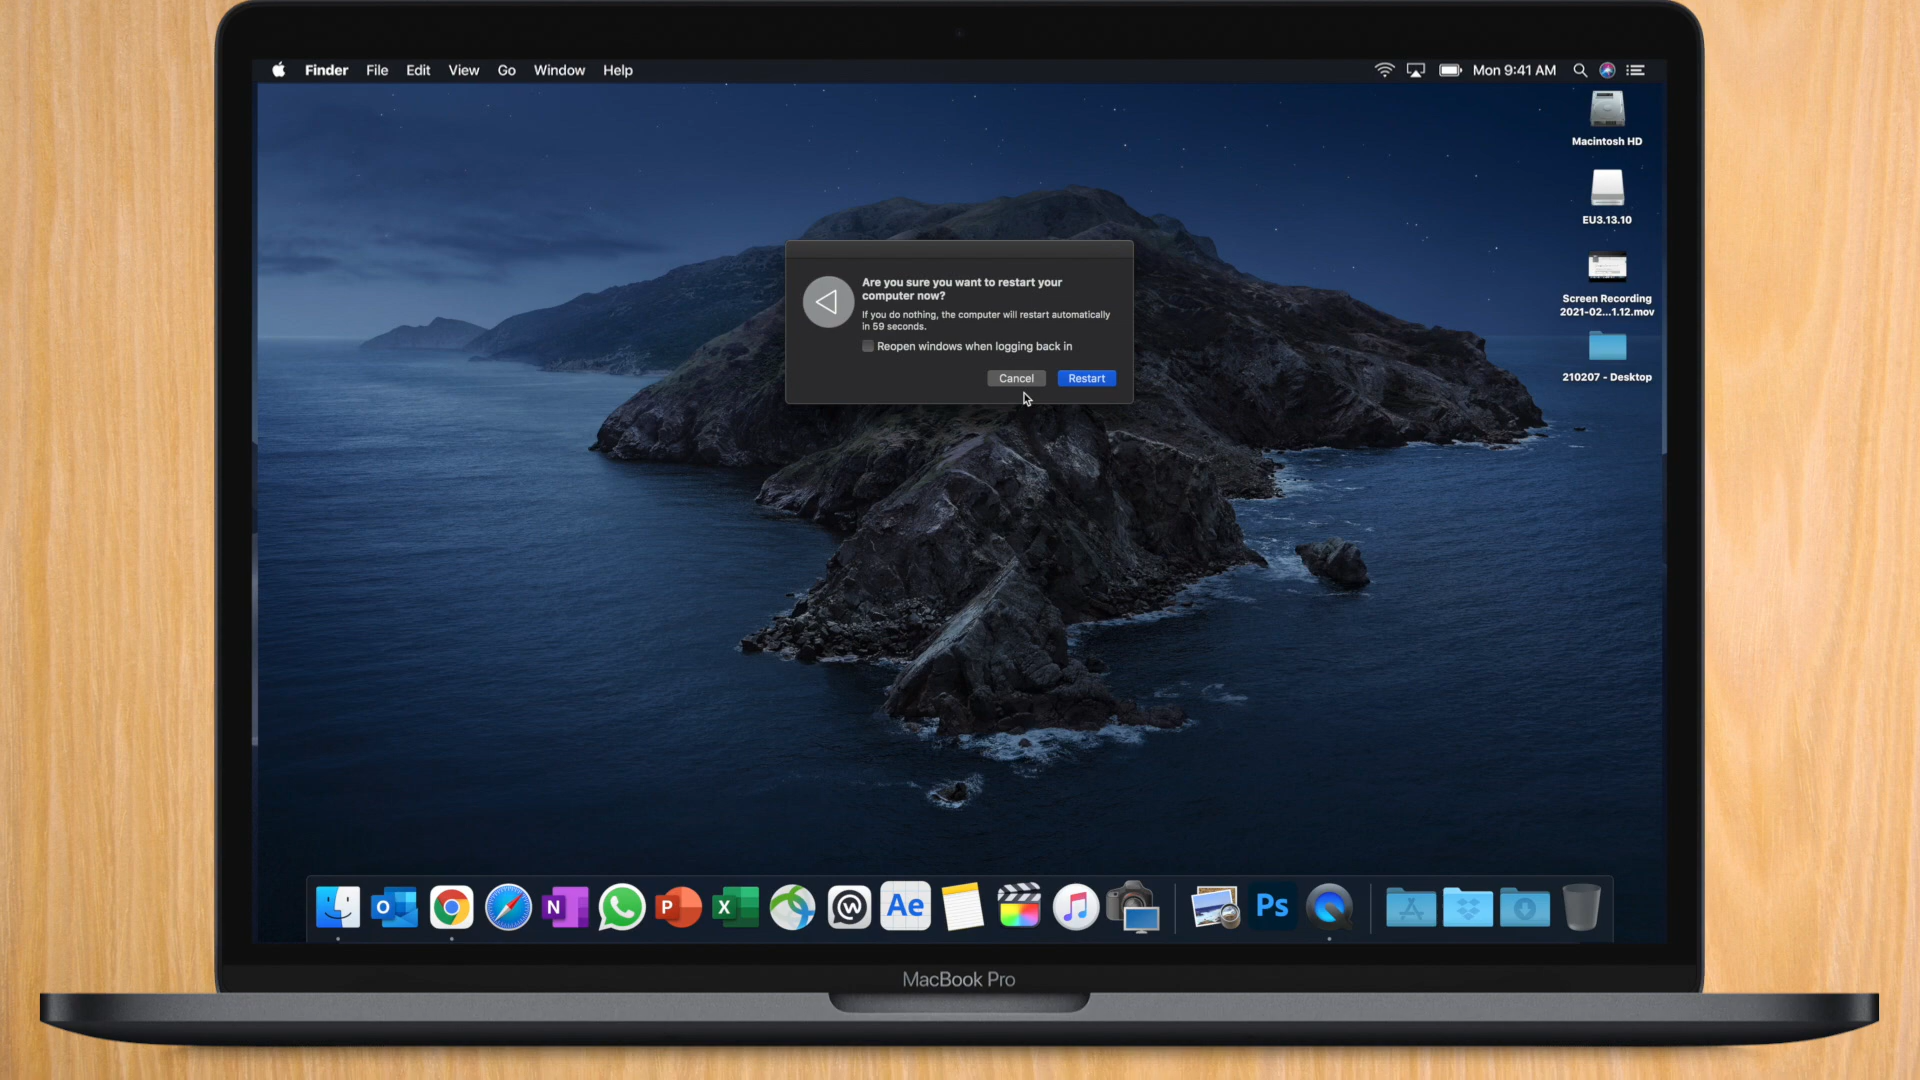 Finder File Edit View Go Window Help Mon 9:41 AM
Macintosh HD
EU3.13.10
Screen Recording
2021-02...1.12.mov
210207 - Desktop
Are you sure you want to restart your
computer now?
If you do nothing, the computer will restart automatically
in 59 seconds.
Reopen windows when logging back in
Cancel Restart
O N P X W Ae Ps
MacBook Pro